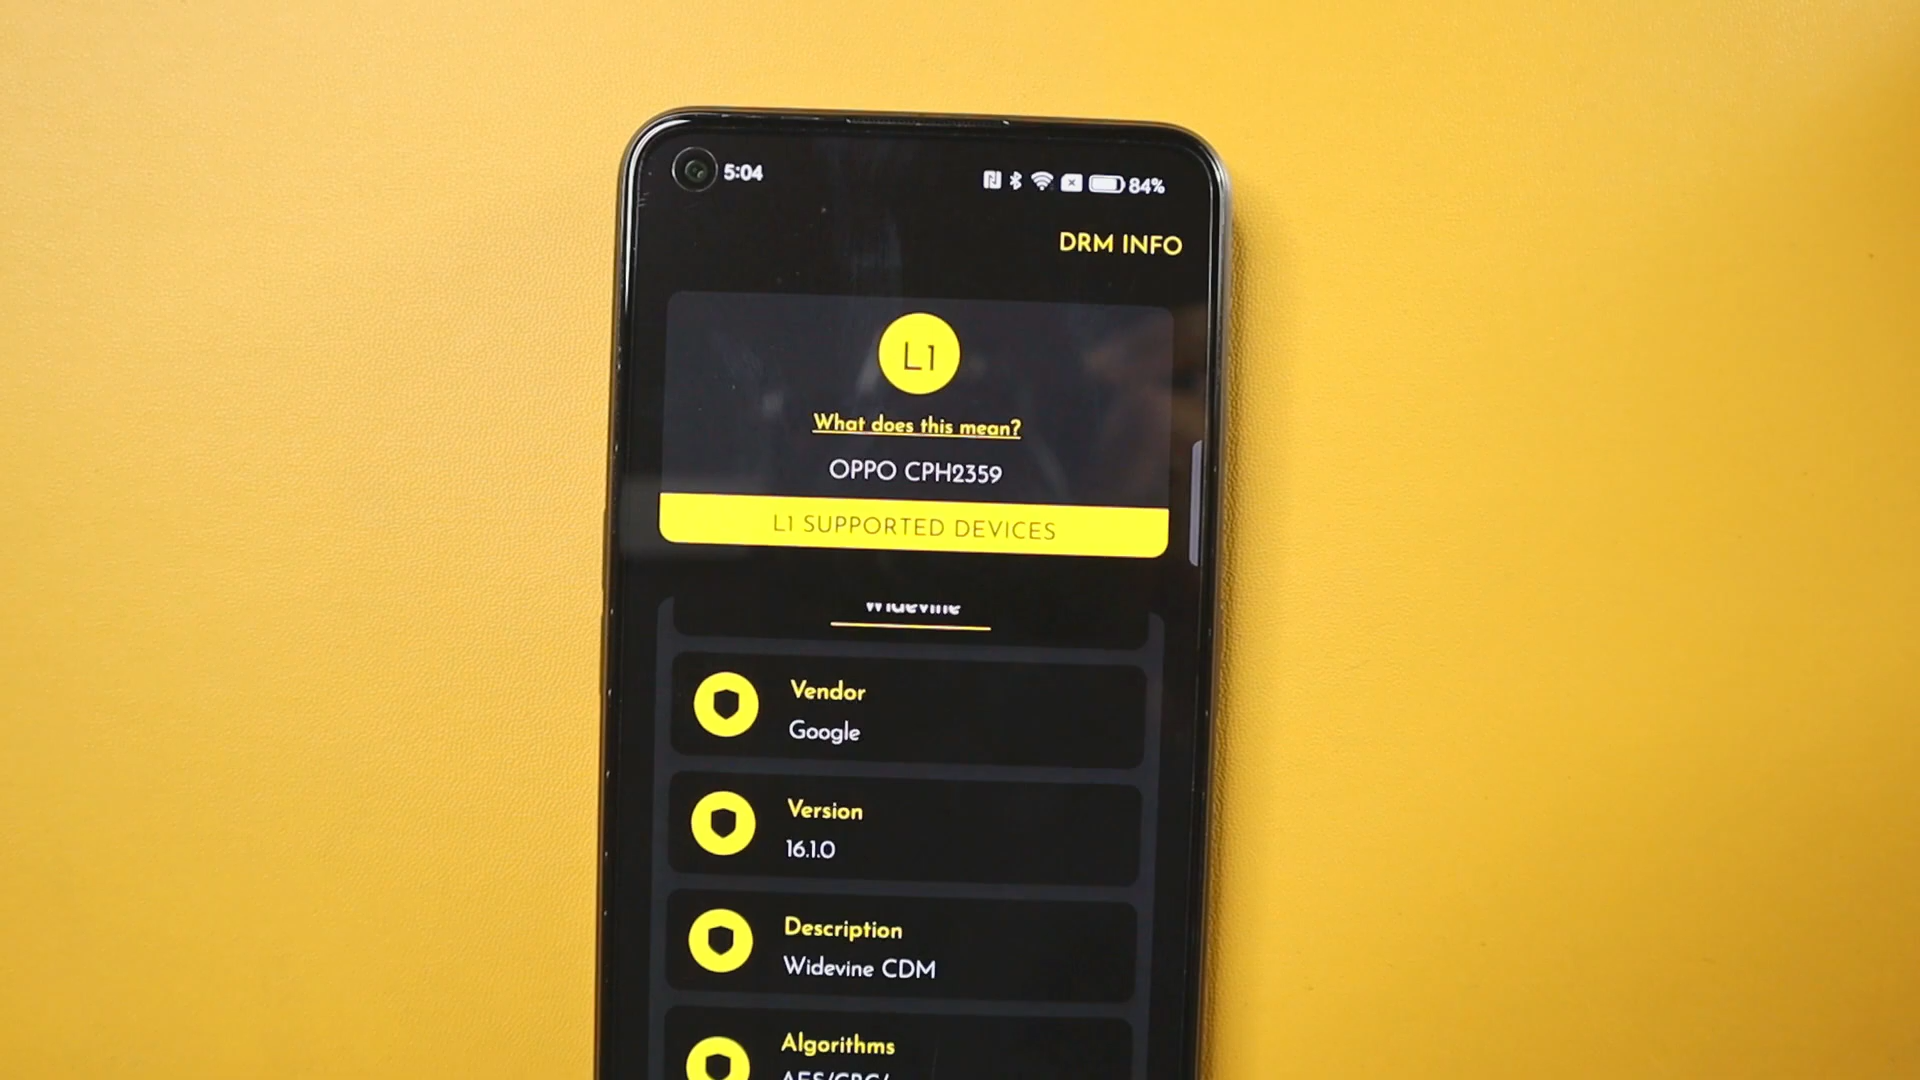 5:04
84%
DRM INFO
L1
What does this mean?
OPPO CPH2359
L1 SUPPORTED DEVICES
Widevine
Vendor
Google
Version
16.1.0
Description
Widevine CDM
Algorithms
AES/CBC/